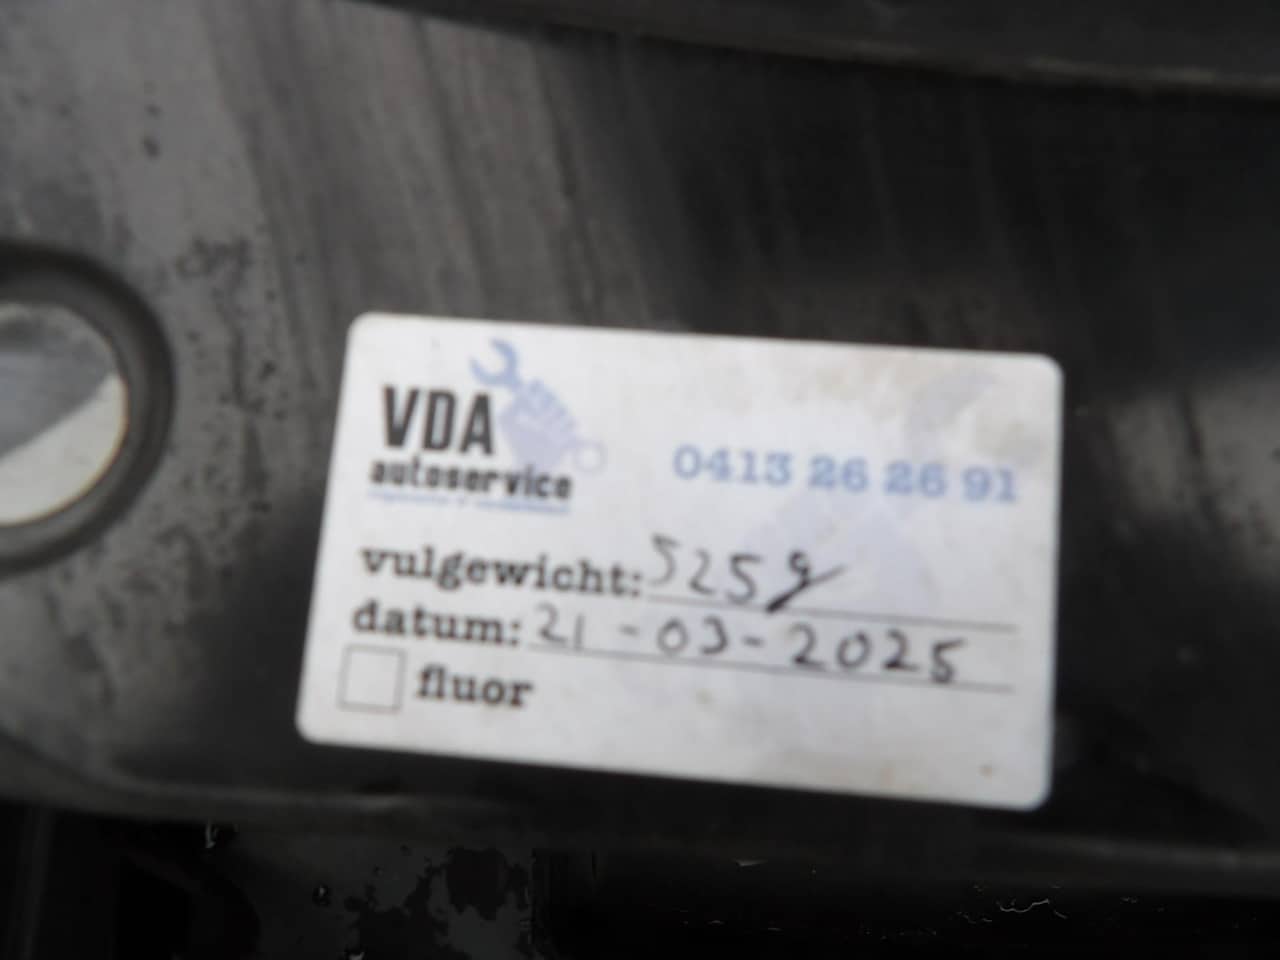 VDA
autoservice
0413 26 26 91
vulgewicht: 525g
datum: 21-03-2025
fluor